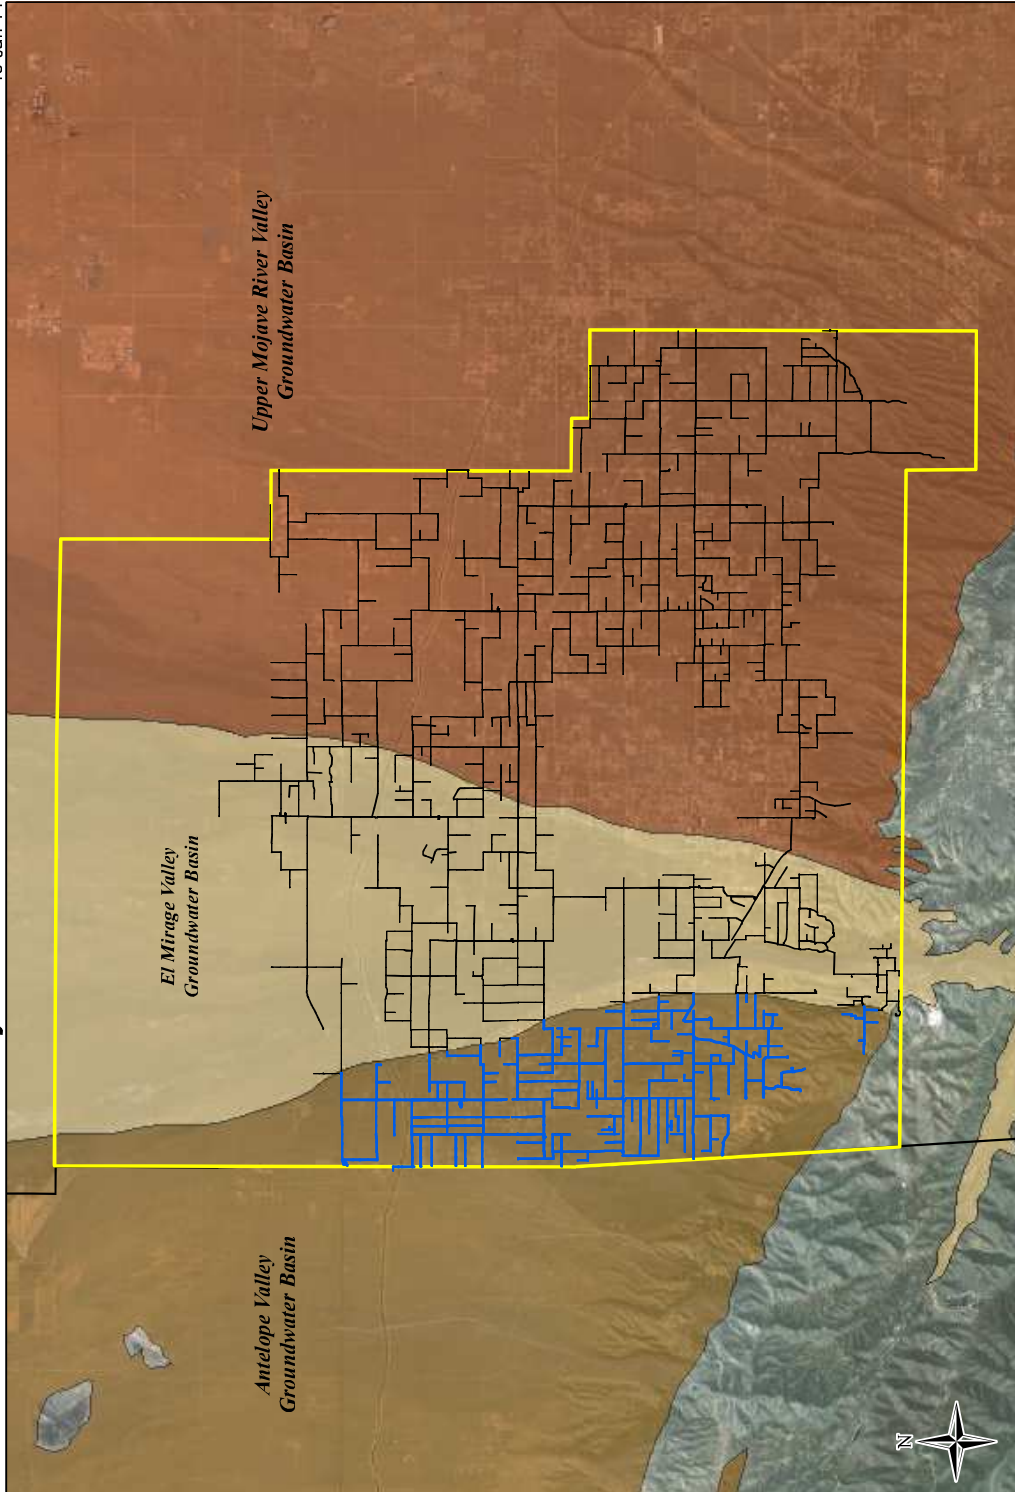 Upper Mojave River Valley
Groundwater Basin
El Mirage Valley
Groundwater Basin
Antelope Valley
Groundwater Basin
N